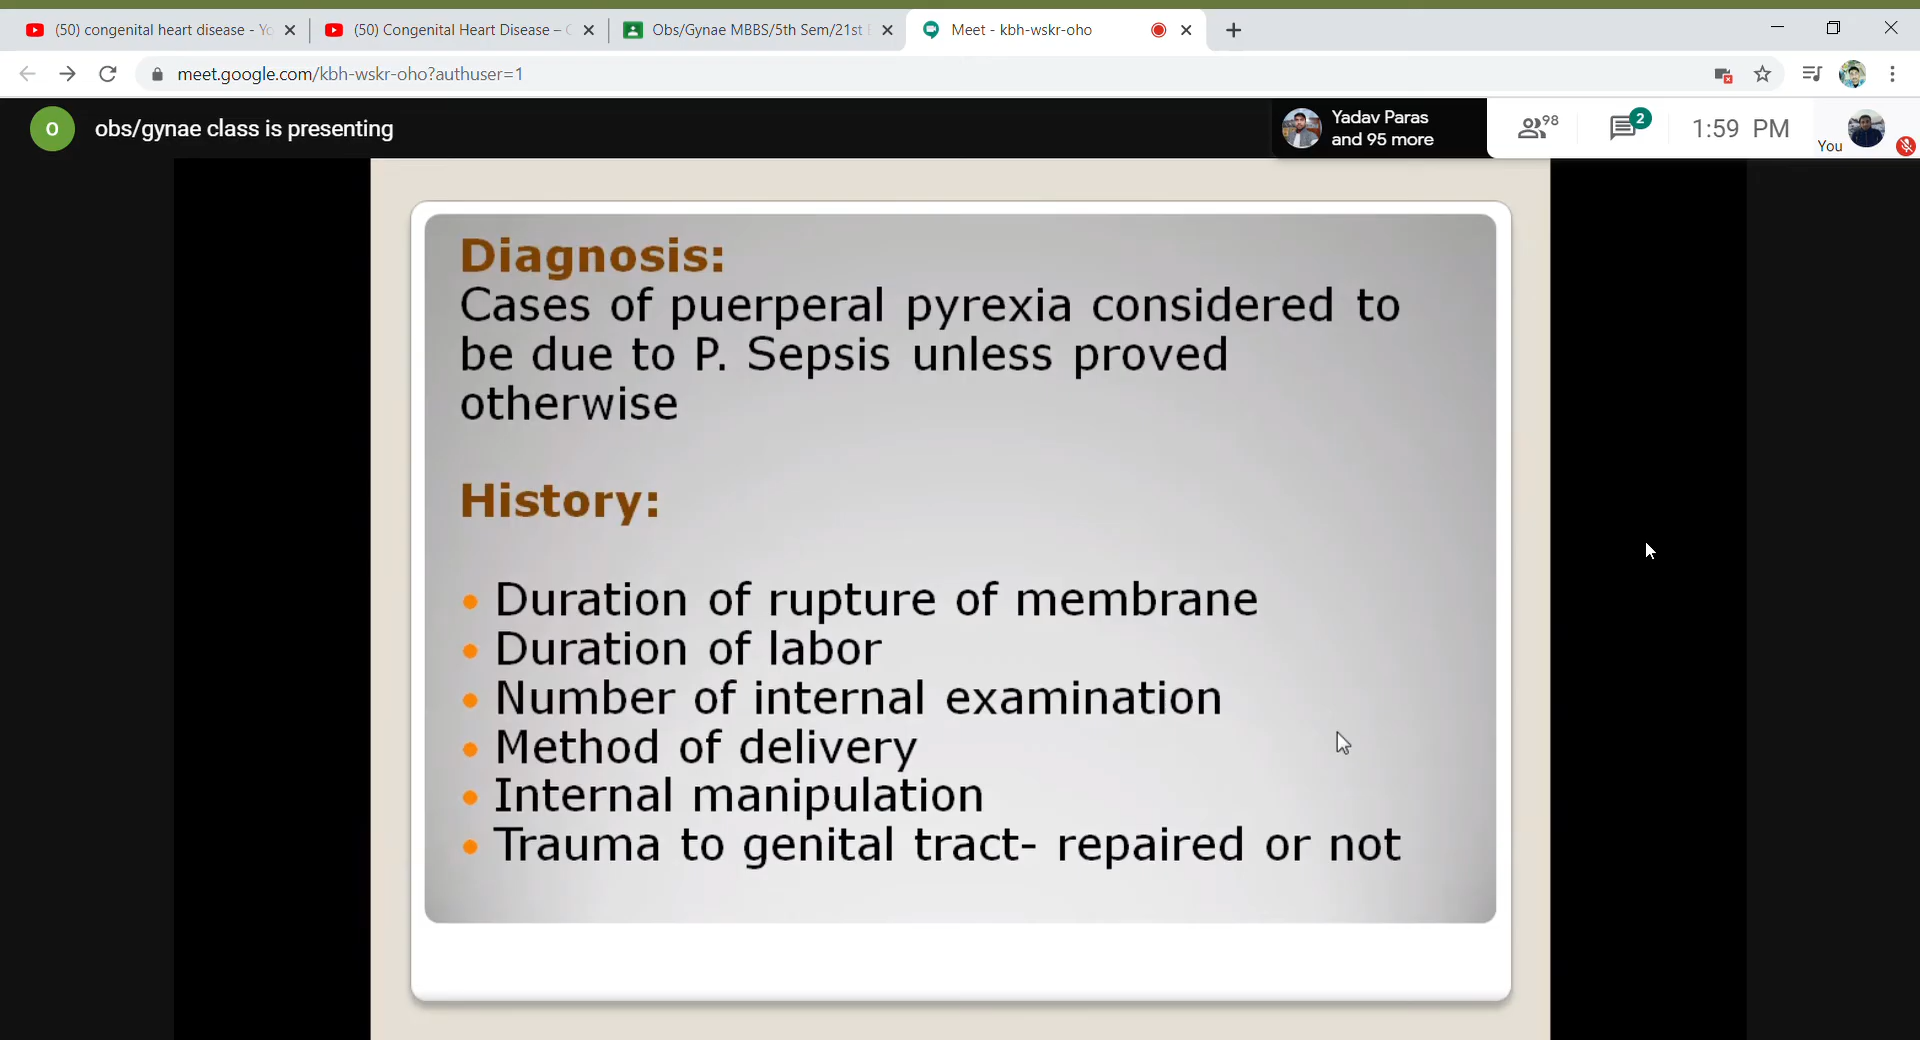 (50) congenital heart disease - Yo
(50) Congenital Heart Disease –
Obs/Gynae MBBS/5th Sem/21st
Meet - kbh-wskr-oho
meet.google.com/kbh-wskr-oho?authuser=1
O
obs/gynae class is presenting
Yadav Paras
and 95 more
98
2
1:59 PM
You
Diagnosis:
Cases of puerperal pyrexia considered to
be due to P. Sepsis unless proved
otherwise
History:
• Duration of rupture of membrane
• Duration of labor
• Number of internal examination
• Method of delivery
• Internal manipulation
• Trauma to genital tract- repaired or not